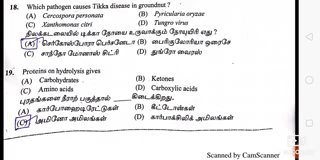 18. Which pathogen causes Tikka disease in groundnut ?
(A) Cercospora personata (B) Pyricularia oryzae
(C) Xanthomonas citri (D) Tungro virus
நிலக்கடலையில் டிக்கா நோயை உருவாக்கும் நோயுயிரி எது ?
(A) செர்கோஸ்போரா பெர்சனேடா (B) பைரிகுலேரியா ஒரைசே
(C) சாந்தோமோனாஸ் சிட்ரி (D) துங்ரோ வைரஸ்
19. Proteins on hydrolysis gives
(A) Carbohydrates (B) Ketones
(C) Amino acids (D) Carboxylic acids
புரதங்களை நீராற் பகுத்தால் ______ கிடைக்கிறது.
(A) கார்போஹைடிரேட்டுகள் (B) கீட்டோன்கள்
(C) அமினோ அமிலங்கள் (D) கார்பாக்சிலிக் அமிலங்கள்
Scanned by CamScanner